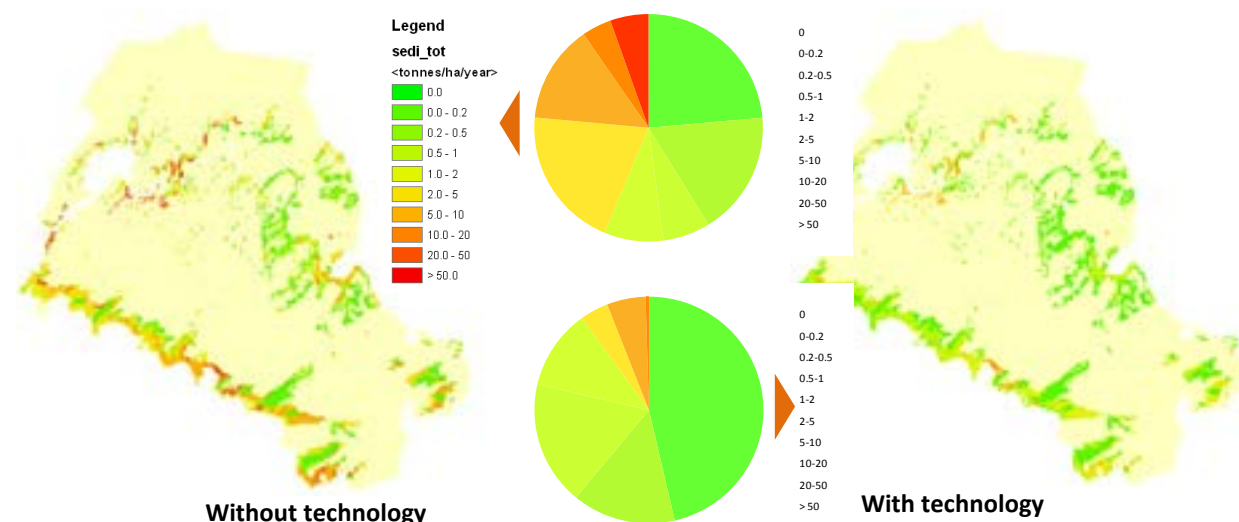 Legend
sedi_tot
<tonnes/ha/year>
0.0
0.0 - 0.2
0.2 - 0.5
0.5 - 1
1.0 - 2
2.0 - 5
5.0 - 10
10.0 - 20
20.0 - 50
> 50.0
0
0-0.2
0.2-0.5
0.5-1
1-2
2-5
5-10
10-20
20-50
> 50
0
0-0.2
0.2-0.5
0.5-1
1-2
2-5
5-10
10-20
20-50
> 50
Without technology
With technology